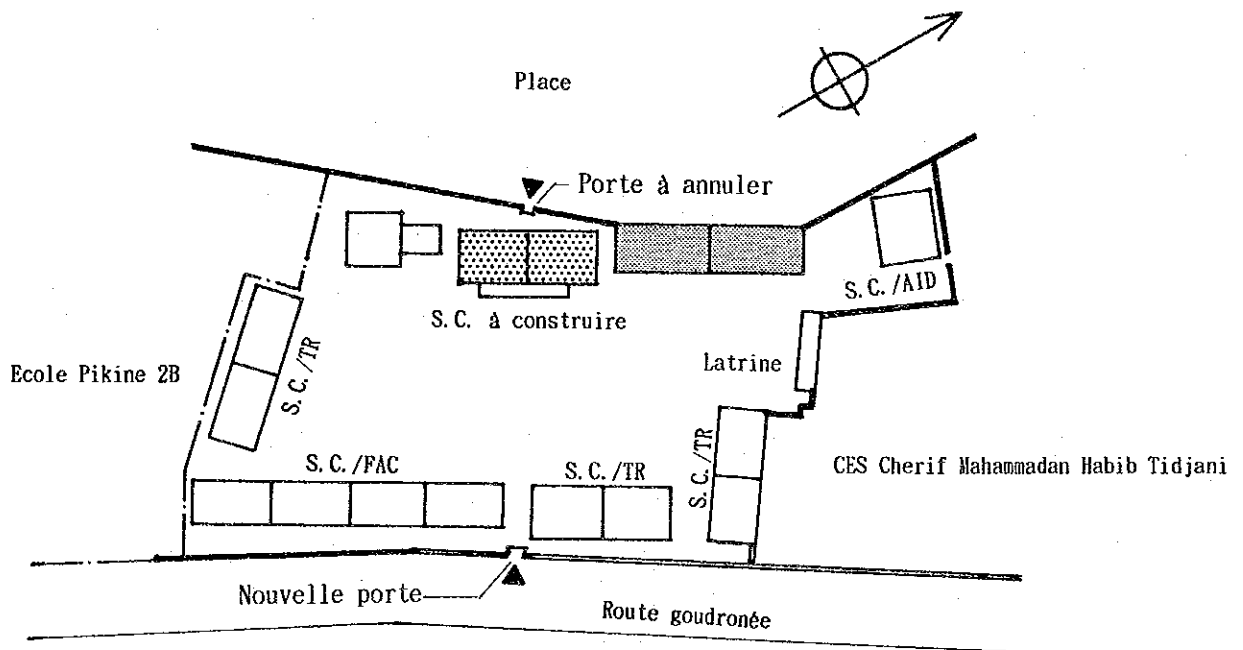 Place
Porte à annuler
S.C./AID
S.C. à construire
Latrine
Ecole Pikine 2B
S.C./TR
S.C./TR
CES Cherif Mahammadan Habib Tidjani
S.C./FAC
S.C./TR
Nouvelle porte
Route goudronée